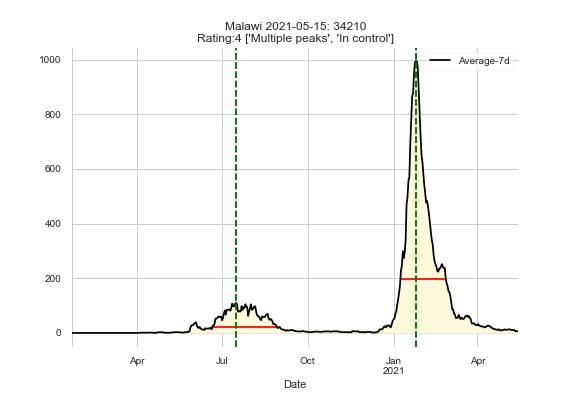 Malawi 2021-05-15: 34210
Rating:4 ['Multiple peaks', 'In control']
Average-7d
1000
800
600
400
200
0
Apr
Jul
Oct
Jan
2021
Apr
Date